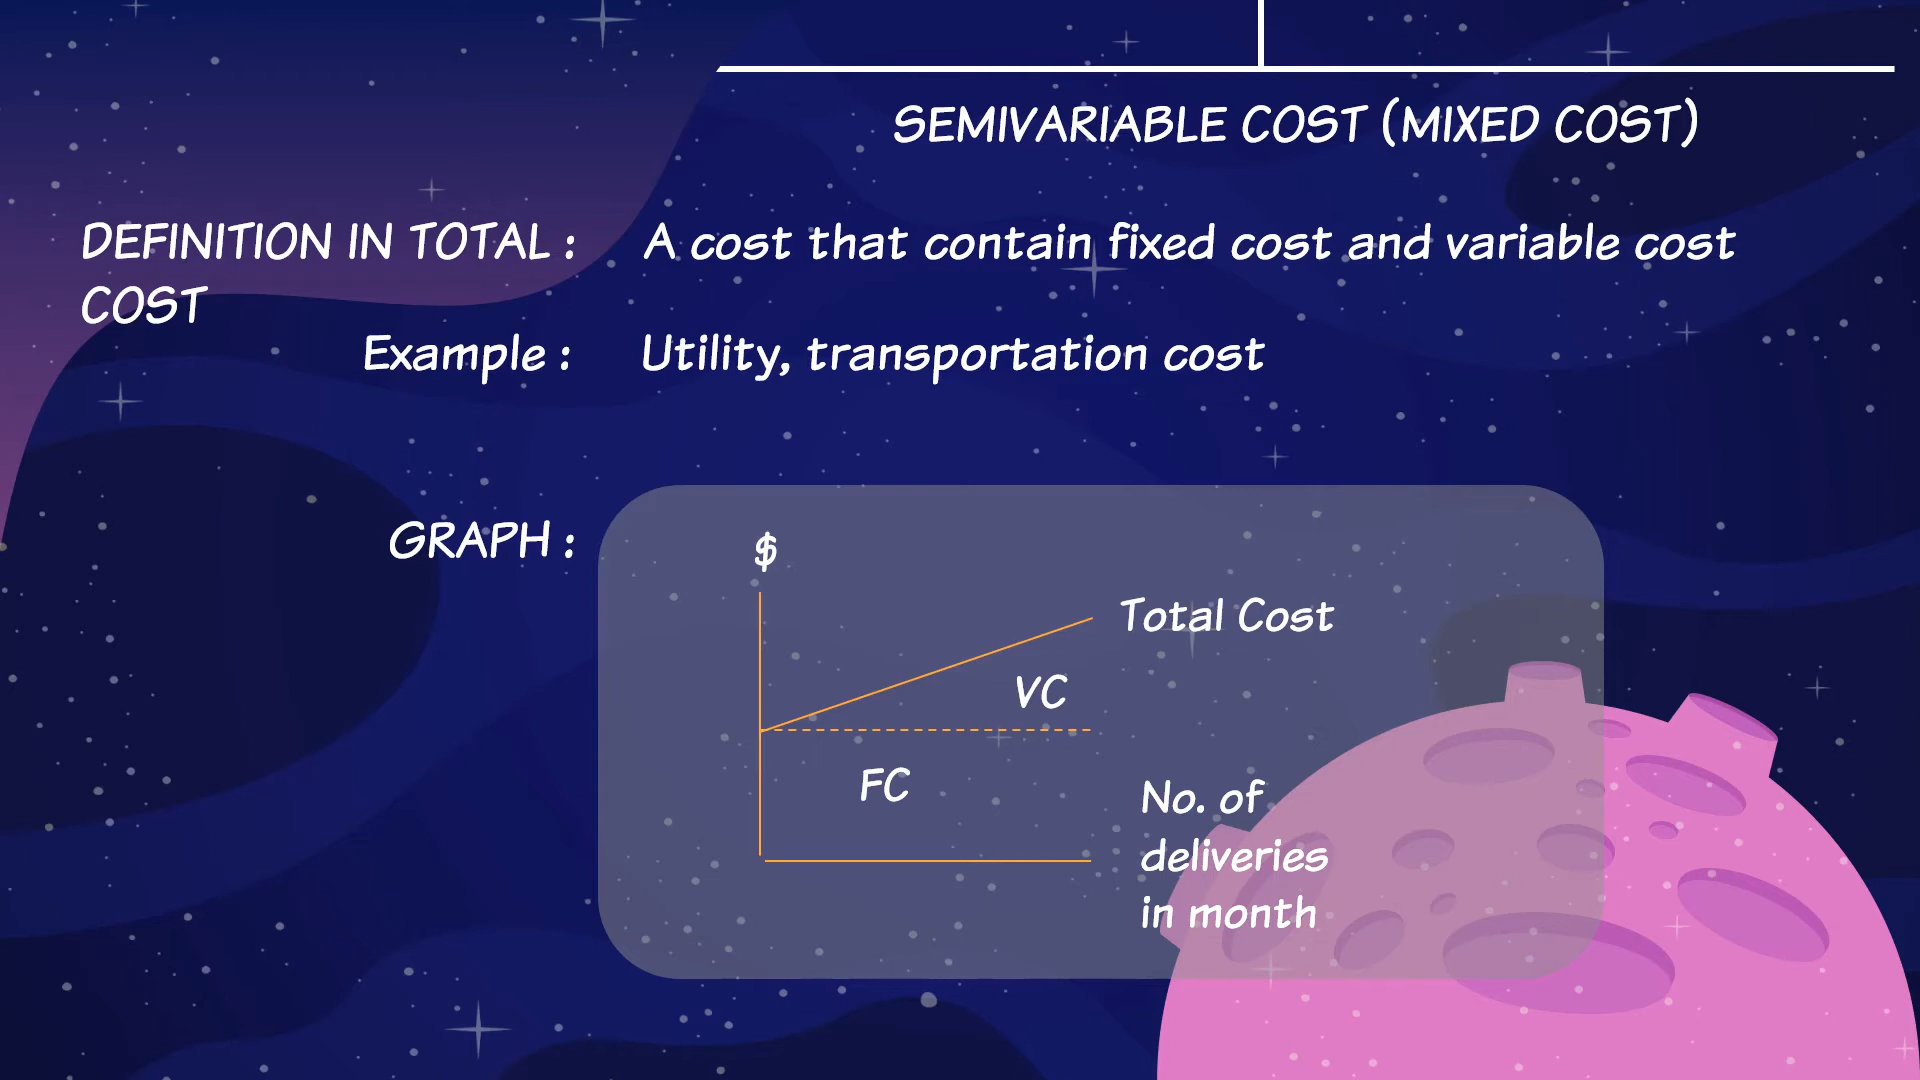 SEMIVARIABLE COST (MIXED COST)
DEFINITION IN TOTAL : A cost that contain fixed cost and variable cost
COST
Example : Utility, transportation cost
GRAPH :
$
Total Cost
VC
FC
No. of
deliveries
in month